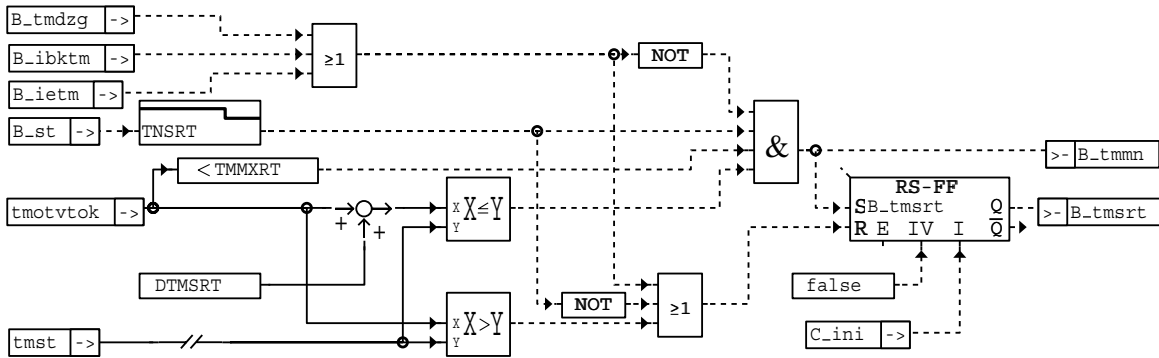 B_tmdzg ->
B_ibktm ->
B_ietm ->
≥1
NOT
B_st ->
TNSRT
&
>- B_tmmn
<TMMXRT
RS-FF
tmotvtok ->
+
+
X
Y
X≤Y
S B_tmsrt Q
>- B_tmsrt
R E IV I Q̅
DTMSRT
NOT
≥1
false
X
Y
X>Y
tmst ->
C_ini ->